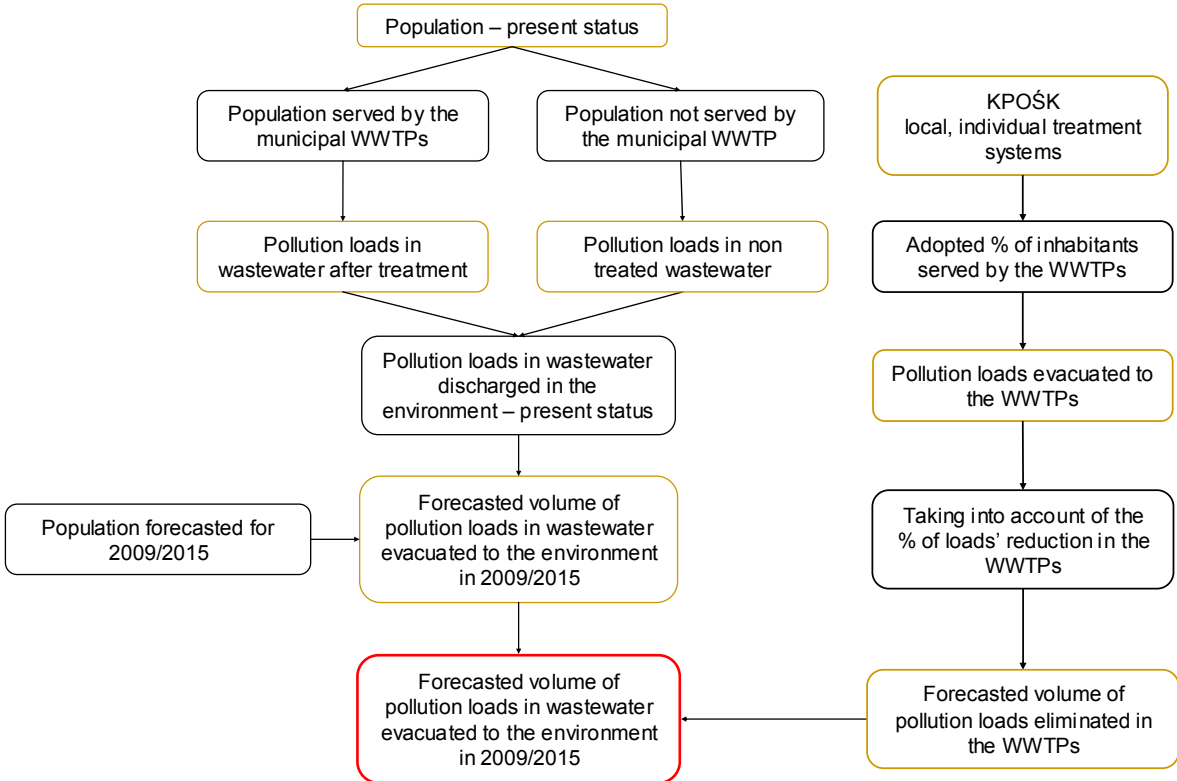 Population – present status
Population served by the
municipal WWTPs
Population not served by
the municipal WWTP
KPOŚK
local, individual treatment
systems
Pollution loads in
wastewater after treatment
Pollution loads in non
treated wastewater
Adopted % of inhabitants
served by the WWTPs
Pollution loads in wastewater
discharged in the
environment – present status
Pollution loads evacuated to
the WWTPs
Population forecasted for
2009/2015
Forecasted volume of
pollution loads in wastewater
evacuated to the environment
in 2009/2015
Taking into account of the
% of loads’ reduction in the
WWTPs
Forecasted volume of
pollution loads in wastewater
evacuated to the environment
in 2009/2015
Forecasted volume of
pollution loads eliminated in
the WWTPs